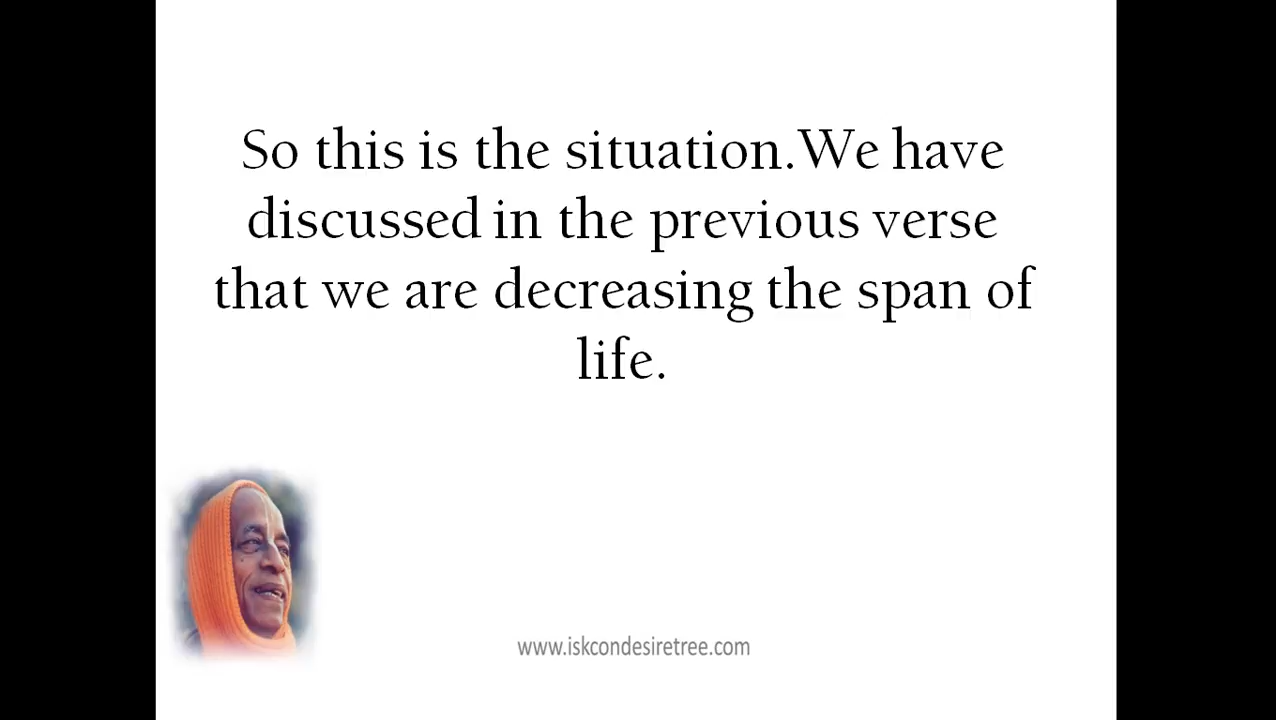 So this is the situation.We have
discussed in the previous verse
that we are decreasing the span of
life.
www.iskcondesiretree.com